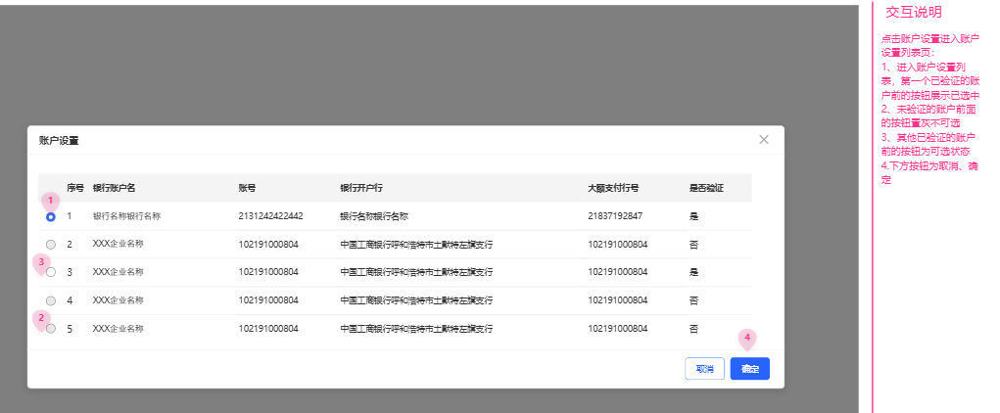 交互说明
点击账户设置进入账户
设置列表页：
1、进入账户设置列
表，第一个已验证的账
户前的按钮展示已选中
2、未验证的账户前面
的按钮置灰不可选
3、其他已验证的账户
前的按钮为可选状态
4.下方按钮为取消、确
定
账户设置
序号 银行账户名 账号 银行开户行 大额支付行号 是否验证
1
1 银行名称银行名称 2131242422442 银行名称银行名称 21837192847 是
2 XXX企业名称 102191000804 中国工商银行呼和浩特市土默特左旗支行 102191000804 否
3
3 XXX企业名称 102191000804 中国工商银行呼和浩特市土默特左旗支行 102191000804 是
4 XXX企业名称 102191000804 中国工商银行呼和浩特市土默特左旗支行 102191000804 否
2
5 XXX企业名称 102191000804 中国工商银行呼和浩特市土默特左旗支行 102191000804 否
4
取消 确定